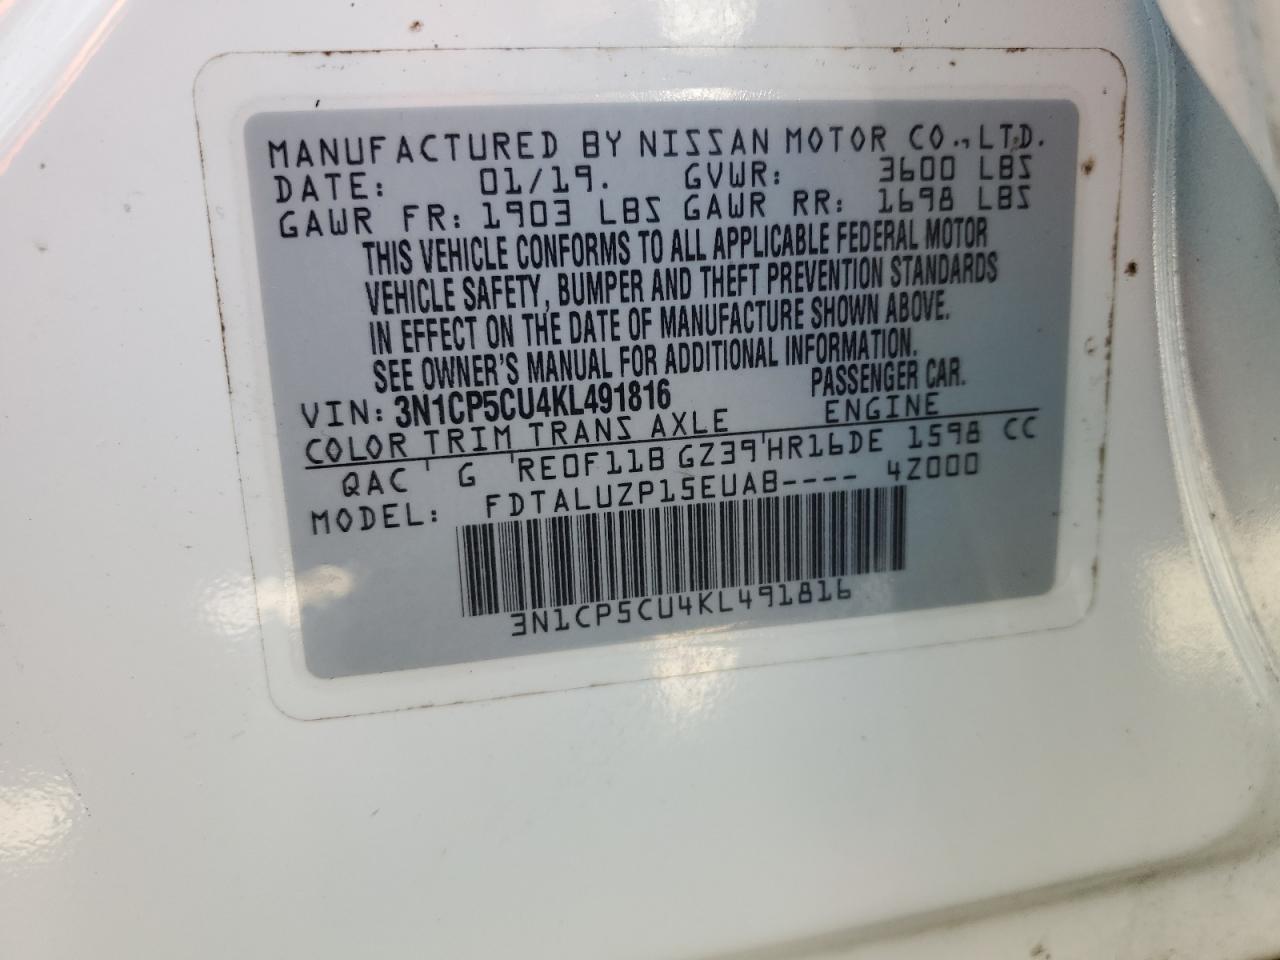 MANUFACTURED BY NISSAN MOTOR CO., LTD.
DATE: 01/19. GVWR: 3600 LBS
GAWR FR: 1903 LBS GAWR RR: 1698 LBS
THIS VEHICLE CONFORMS TO ALL APPLICABLE FEDERAL MOTOR
VEHICLE SAFETY, BUMPER AND THEFT PREVENTION STANDARDS
IN EFFECT ON THE DATE OF MANUFACTURE SHOWN ABOVE.
SEE OWNER'S MANUAL FOR ADDITIONAL INFORMATION.
VIN: 3N1CP5CU4KL491816 PASSENGER CAR.
COLOR TRIM TRANS AXLE ENGINE
QAC G RE0F11B GZ39 HR16DE 1598 CC
MODEL: FDTALUZP15EUAB---- 4Z000
3N1CP5CU4KL491816